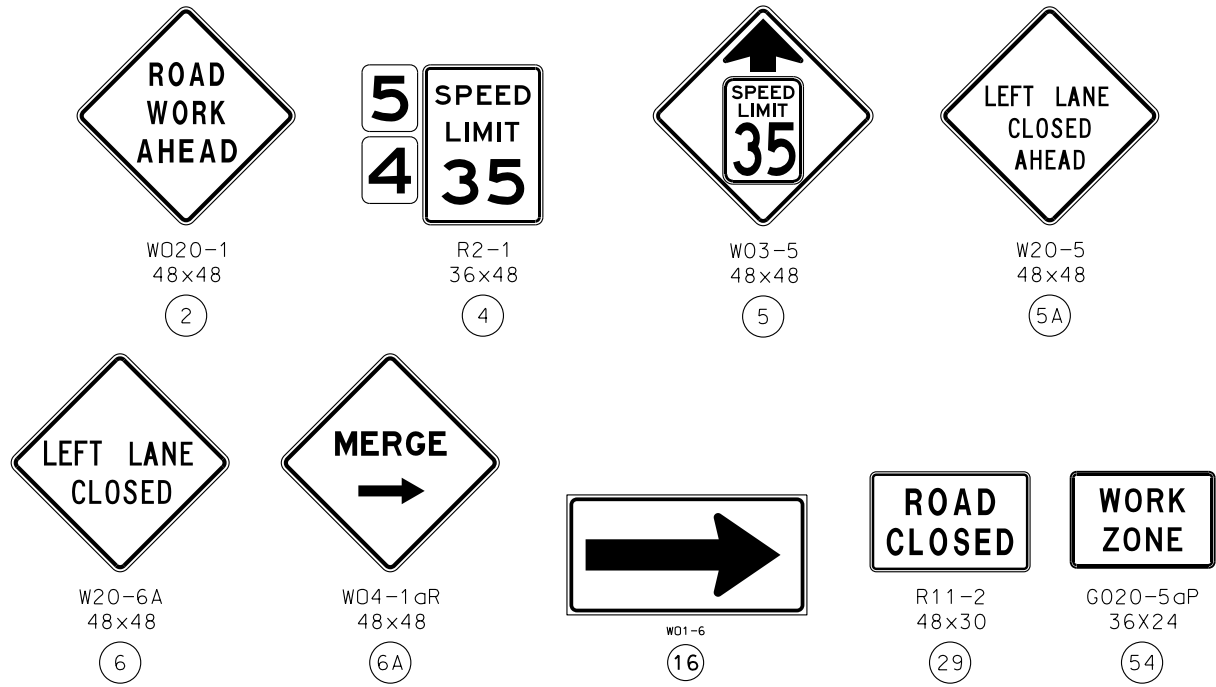 ROAD
WORK
AHEAD
WO20-1
48x48
2
5
4
SPEED
LIMIT
35
R2-1
36x48
4
SPEED
LIMIT
35
WO3-5
48x48
5
LEFT LANE
CLOSED
AHEAD
W20-5
48x48
5A
LEFT LANE
CLOSED
W20-6A
48x48
6
MERGE
WO4-1aR
48x48
6A
WO1-6
16
ROAD
CLOSED
R11-2
48x30
29
WORK
ZONE
GO20-5aP
36X24
54